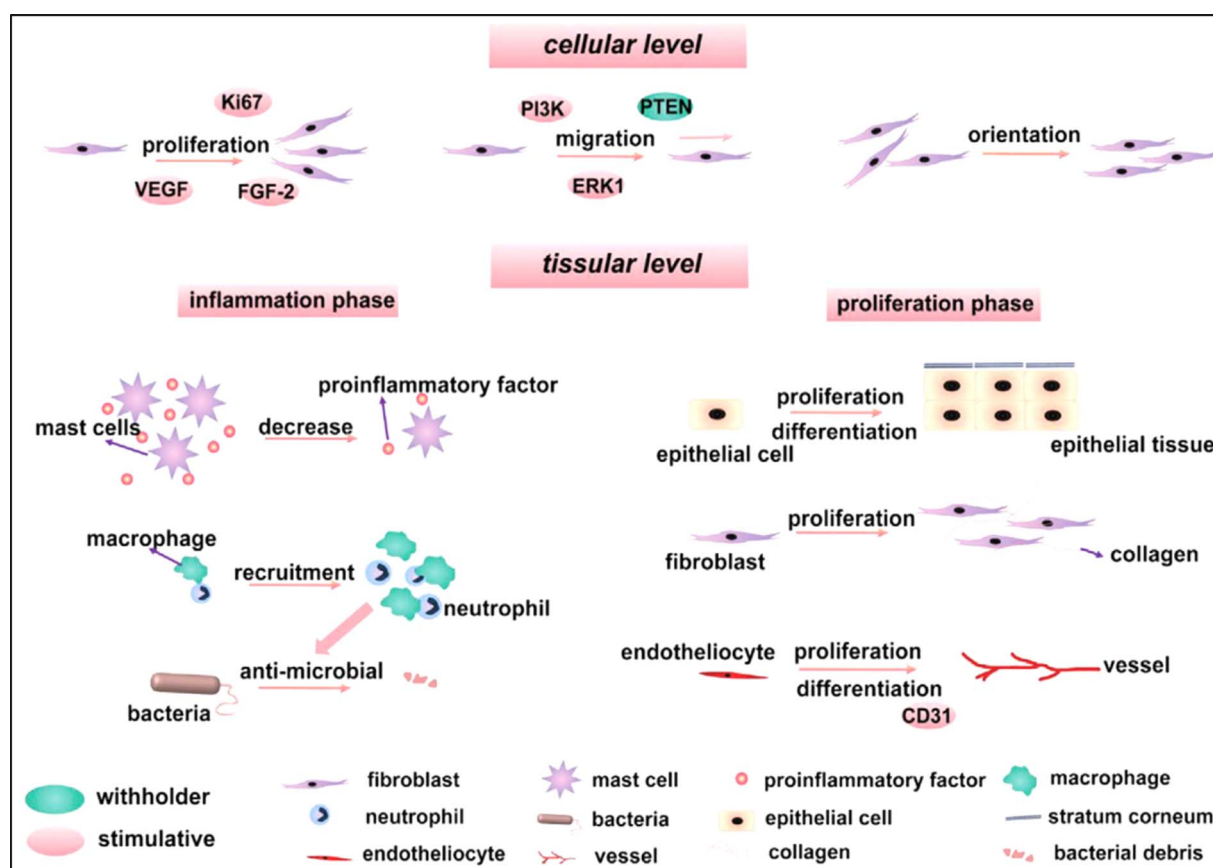 cellular level
Ki67
proliferation
VEGF
FGF-2
PI3K
PTEN
migration
ERK1
orientation
tissular level
inflammation phase
proinflammatory factor
mast cells
decrease
macrophage
recruitment
neutrophil
anti-microbial
bacteria
proliferation phase
proliferation
differentiation
epithelial cell
epithelial tissue
proliferation
fibroblast
collagen
endotheliocyte
proliferation
differentiation
vessel
CD31
withholder
stimulative
fibroblast
mast cell
proinflammatory factor
macrophage
neutrophil
bacteria
epithelial cell
stratum corneum
endotheliocyte
vessel
collagen
bacterial debris